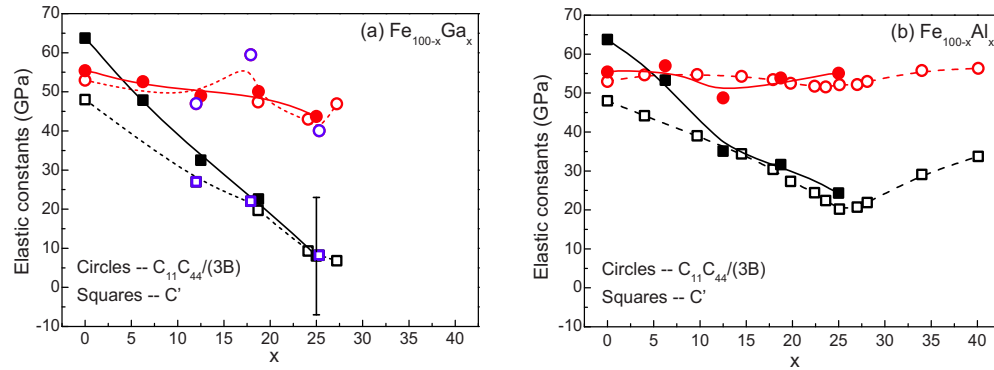 (a) Fe₁₀₀₋ₓGaₓ
Elastic constants (GPa)
70
60
50
40
30
20
10
0
-10
Circles -- C₁₁C₄₄/(3B)
Squares -- C'
0 5 10 15 20 25 30 35 40
x
(b) Fe₁₀₀₋ₓAlₓ
Elastic constants (GPa)
70
60
50
40
30
20
10
0
-10
Circles -- C₁₁C₄₄/(3B)
Squares -- C'
0 5 10 15 20 25 30 35 40
x